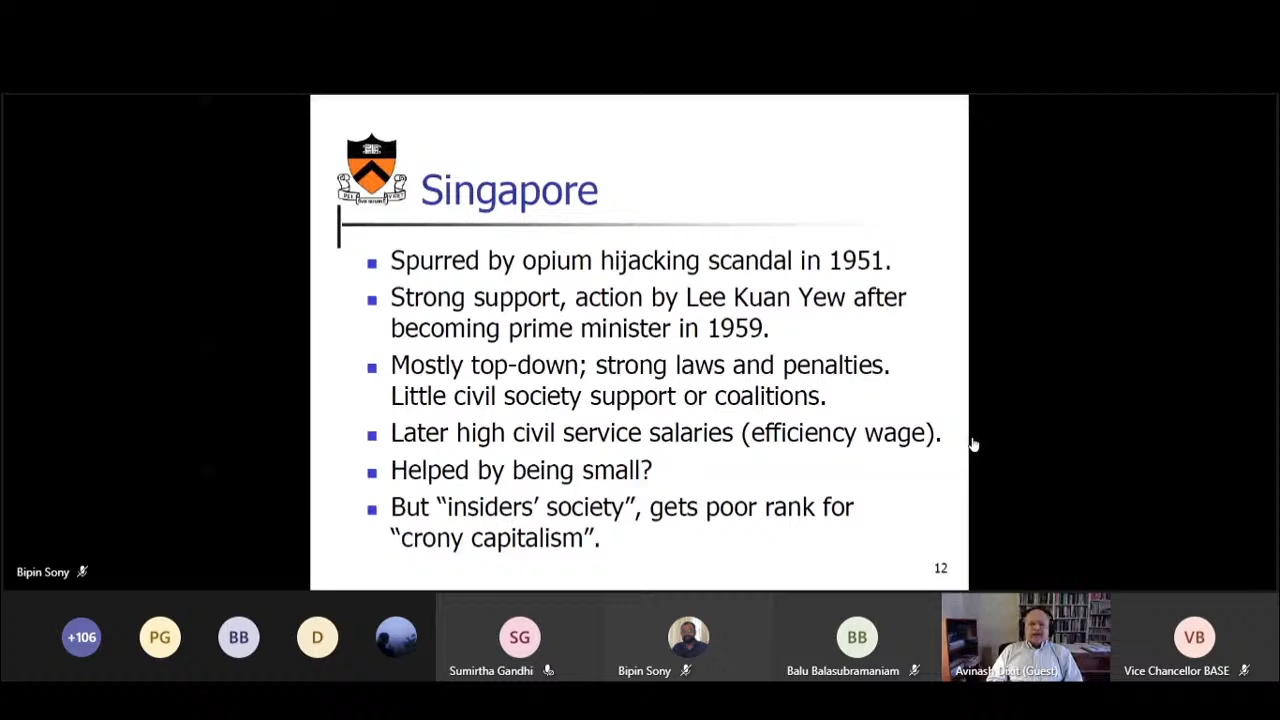 Singapore
Spurred by opium hijacking scandal in 1951.
Strong support, action by Lee Kuan Yew after
becoming prime minister in 1959.
Mostly top-down; strong laws and penalties.
Little civil society support or coalitions.
Later high civil service salaries (efficiency wage).
Helped by being small?
But “insiders’ society”, gets poor rank for
“crony capitalism”.
12
Bipin Sony
+106
PG
BB
D
SG
BB
VB
Sumirtha Gandhi
Bipin Sony
Balu Balasubramaniam
Avinash Dixit (Guest)
Vice Chancellor BASE